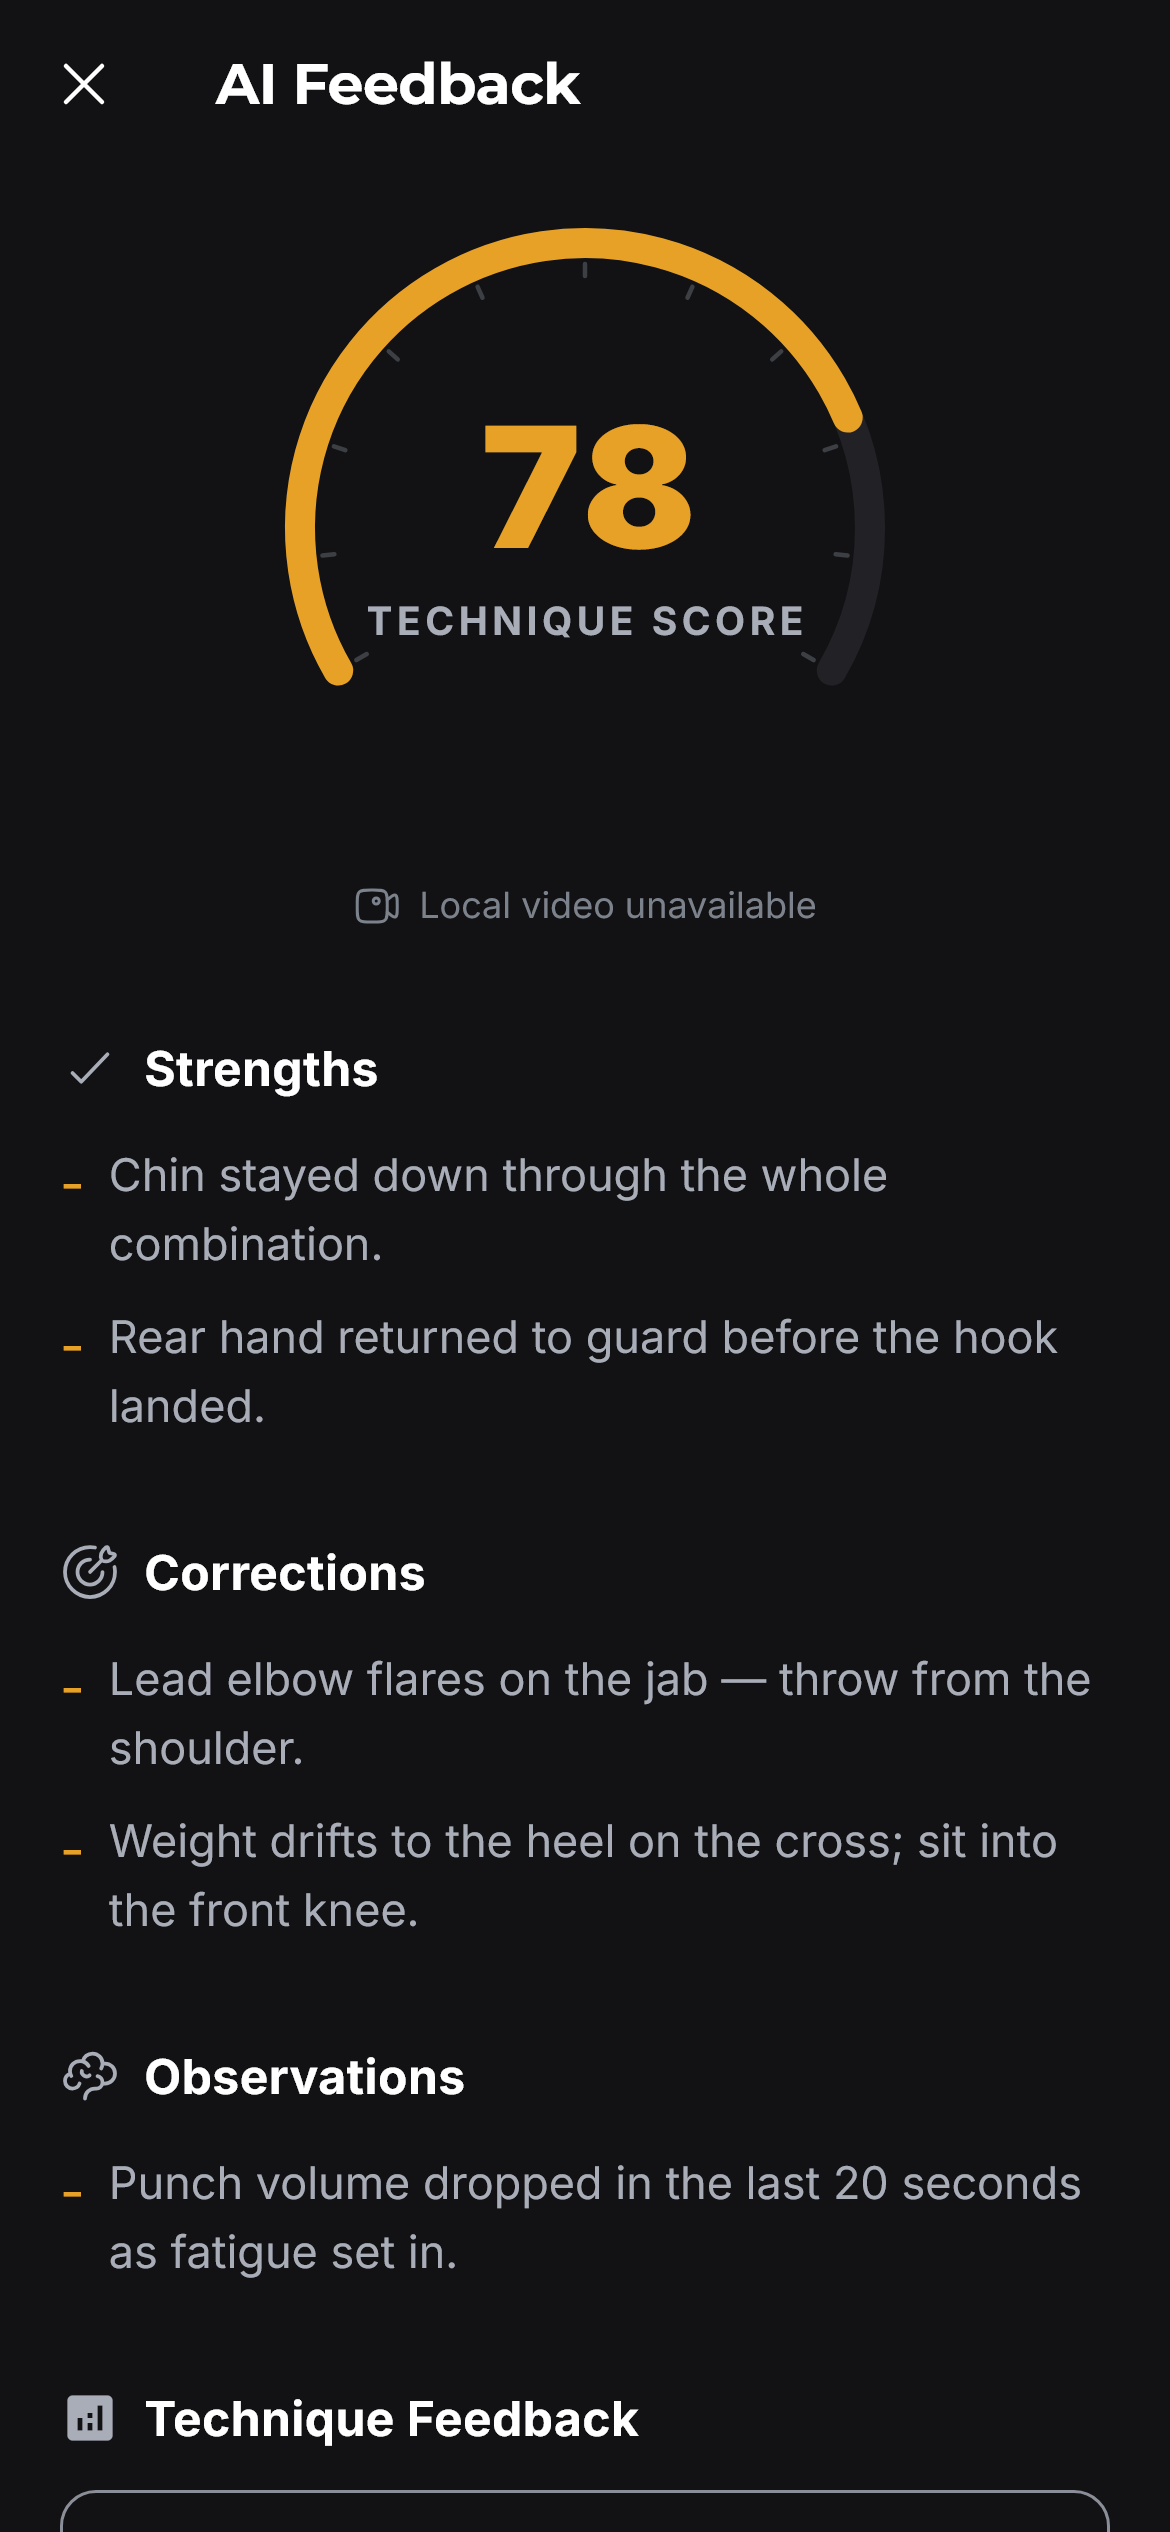 AI Feedback
78
TECHNIQUE SCORE
Local video unavailable
Strengths
- Chin stayed down through the whole
combination.
- Rear hand returned to guard before the hook
landed.
Corrections
- Lead elbow flares on the jab — throw from the
shoulder.
- Weight drifts to the heel on the cross; sit into
the front knee.
Observations
- Punch volume dropped in the last 20 seconds
as fatigue set in.
Technique Feedback